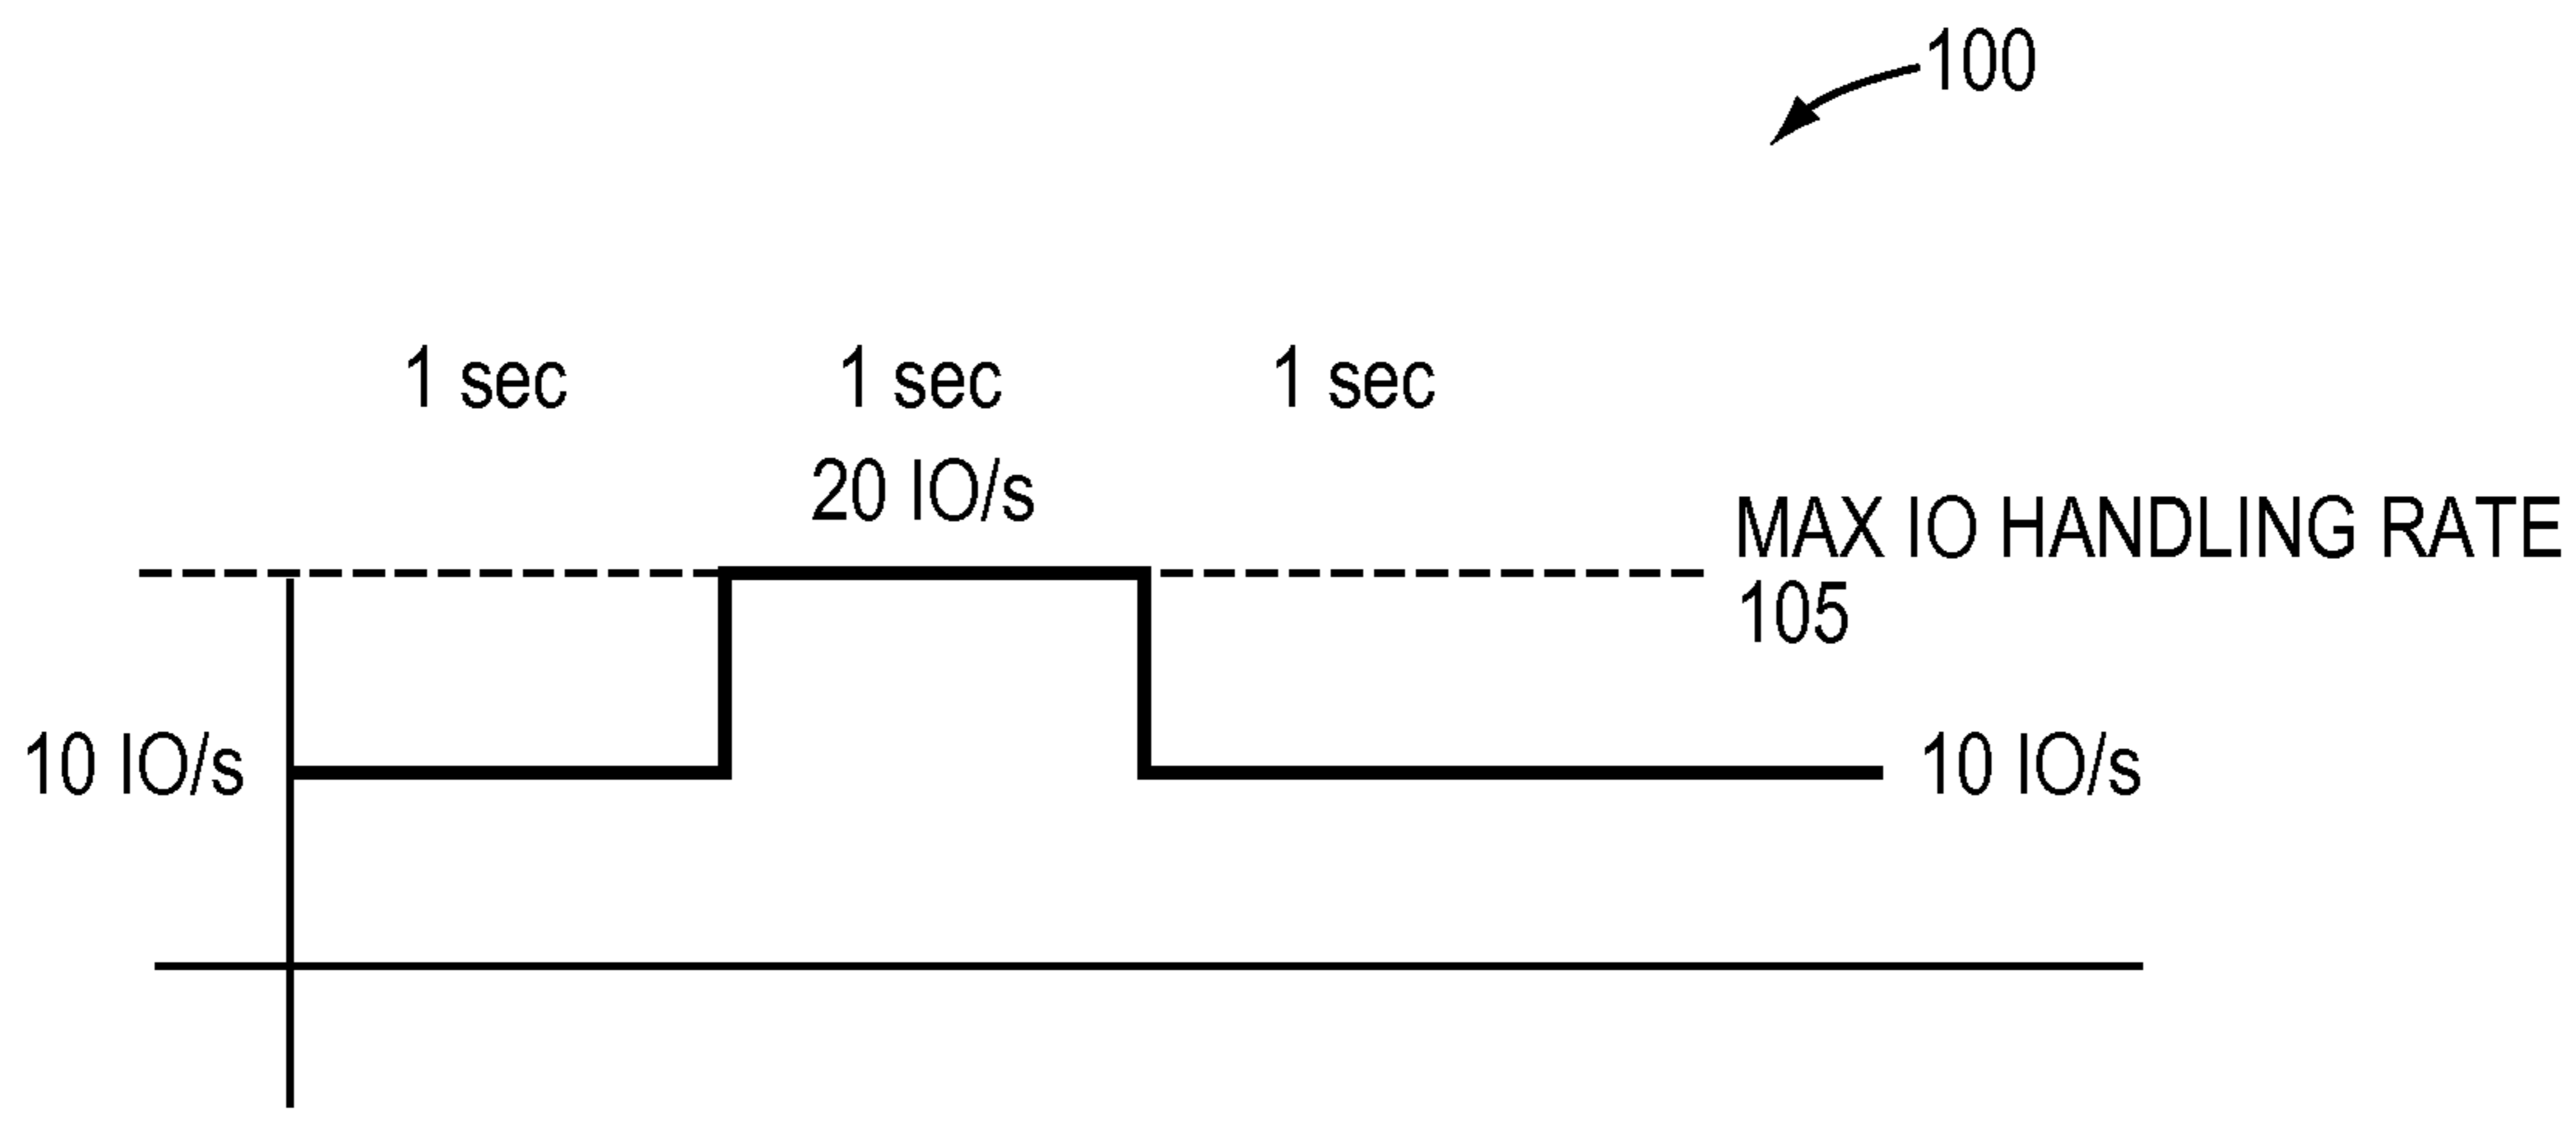 100
1 sec 1 sec 1 sec
20 IO/s
MAX IO HANDLING RATE
105
10 IO/s 10 IO/s